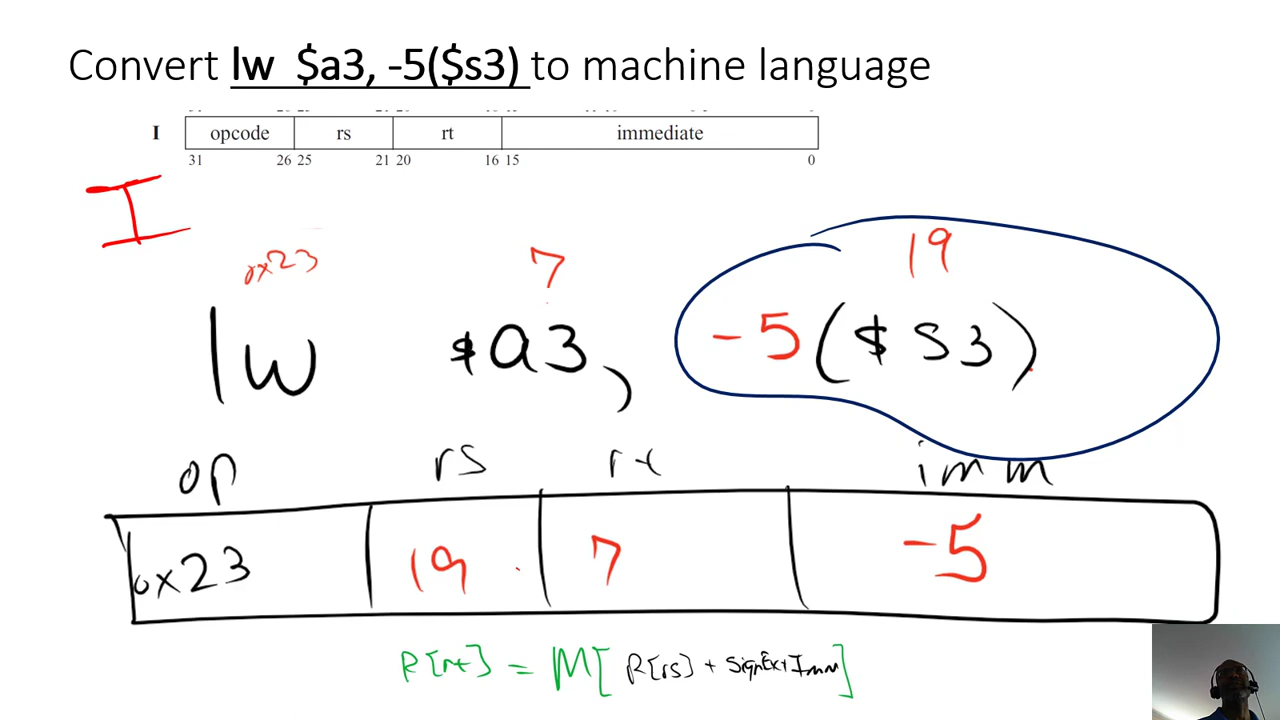 Convert lw $a3, -5($s3) to machine language
I opcode rs rt immediate
31 26 25 21 20 16 15 0
I
0x23 7 19
lw $a3, -5($s3)
op rs rt imm
0x23 19 7 -5
R[rt] = M[R[rs] + SignExtImm]